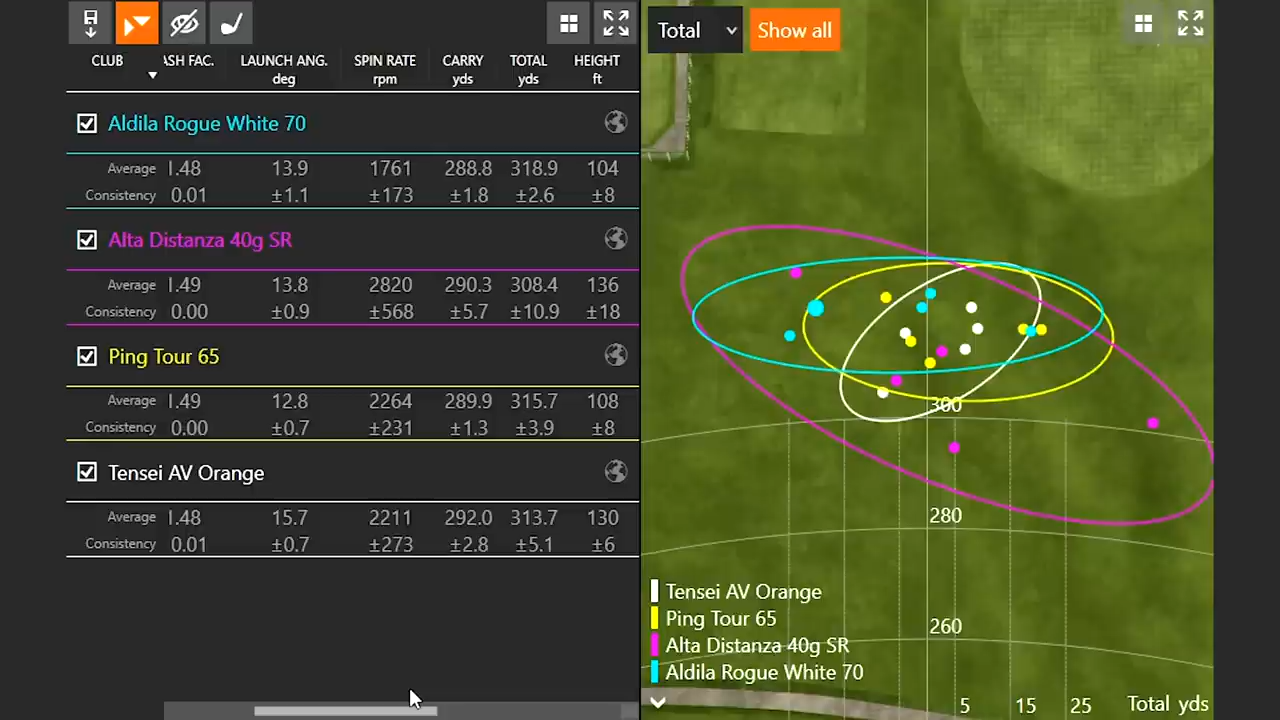 CLUB ASH FAC. LAUNCH ANG. SPIN RATE CARRY TOTAL HEIGHT
deg rpm yds yds ft
Aldila Rogue White 70
Average 1.48 13.9 1761 288.8 318.9 104
Consistency 0.01 ±1.1 ±173 ±1.8 ±2.6 ±8
Alta Distanza 40g SR
Average 1.49 13.8 2820 290.3 308.4 136
Consistency 0.00 ±0.9 ±568 ±5.7 ±10.9 ±18
Ping Tour 65
Average 1.49 12.8 2264 289.9 315.7 108
Consistency 0.00 ±0.7 ±231 ±1.3 ±3.9 ±8
Tensei AV Orange
Average 1.48 15.7 2211 292.0 313.7 130
Consistency 0.01 ±0.7 ±273 ±2.8 ±5.1 ±6
Total Show all
300
280
260
Tensei AV Orange
Ping Tour 65
Alta Distanza 40g SR
Aldila Rogue White 70
5 15 25 Total yds